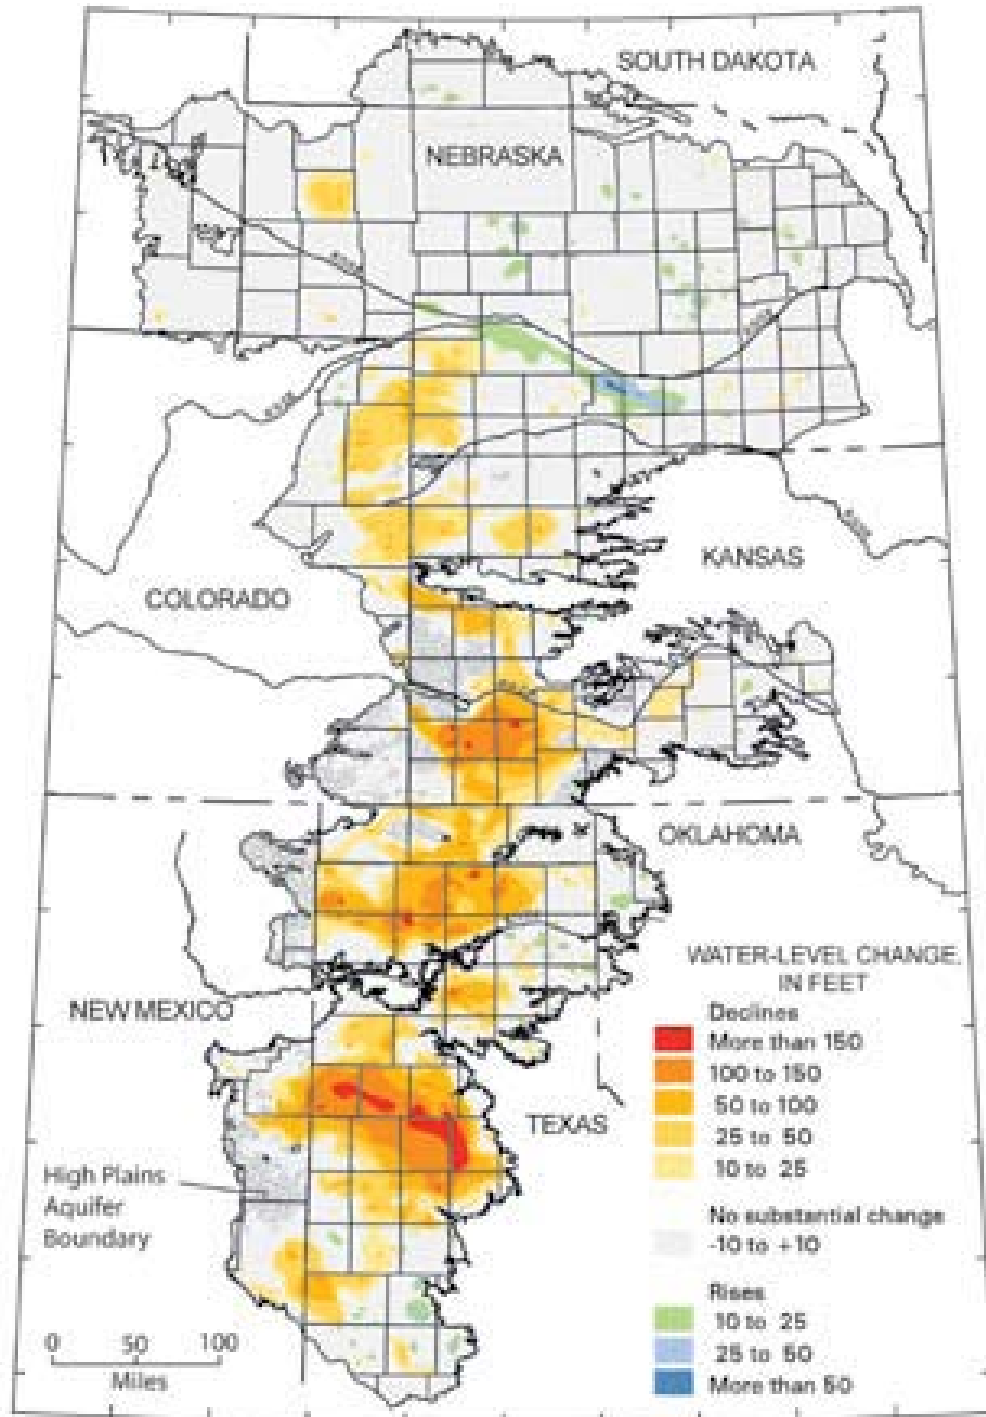 SOUTH DAKOTA
NEBRASKA
KANSAS
COLORADO
OKLAHOMA
WATER-LEVEL CHANGE,
IN FEET
NEW MEXICO
Declines
More than 150
100 to 150
50 to 100
25 to 50
10 to 25
TEXAS
High Plains
Aquifer
Boundary
No substantial change
-10 to +10
Rises
10 to 25
25 to 50
More than 50
0 50 100
Miles